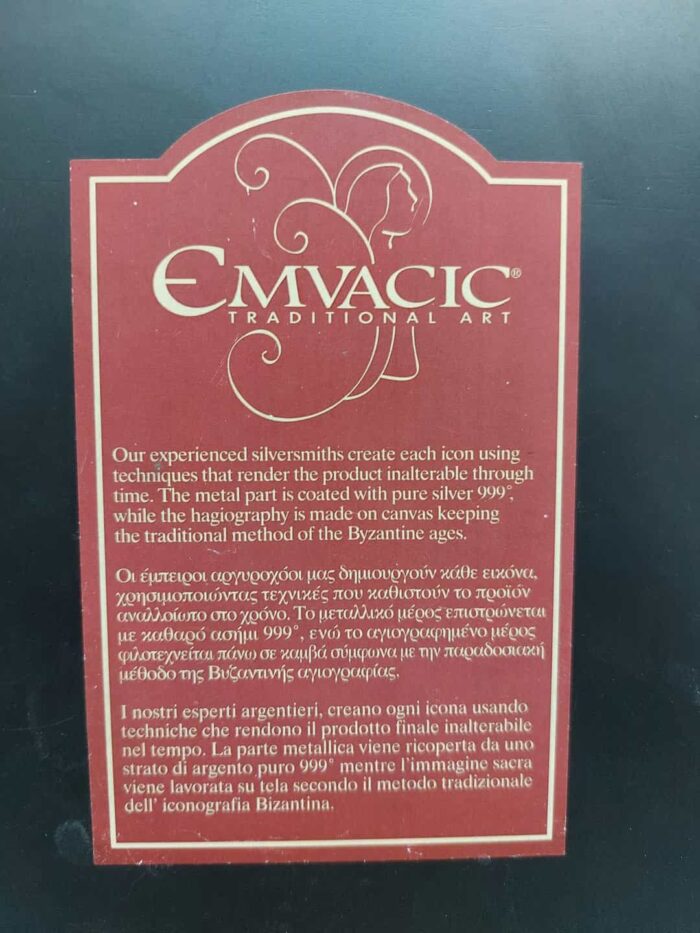 EMVACIC®
TRADITIONAL ART
Our experienced silversmiths create each icon using
techniques that render the product inalterable through
time. The metal part is coated with pure silver 999°,
while the hagiography is made on canvas keeping
the traditional method of the Byzantine ages.
Οι έμπειροι αργυροχόοι μας δημιουργούν κάθε εικόνα,
χρησιμοποιώντας τεχνικές που καθιστούν το προϊόν
αναλλοίωτο στο χρόνο. Το μεταλλικό μέρος επιστρώνεται
με καθαρό ασήμι 999°, ενώ το αγιογραφημένο μέρος
φιλοτεχνείται πάνω σε καμβά σύμφωνα με την παραδοσιακή
μέθοδο της Βυζαντινής αγιογραφίας.
I nostri esperti argentieri, creano ogni icona usando
techniche che rendono il prodotto finale inalterabile
nel tempo. La parte metallica viene ricoperta da uno
strato di argento puro 999° mentre l'immagine sacra
viene lavorata su tela secondo il metodo tradizionale
dell' iconografia Bizantina.